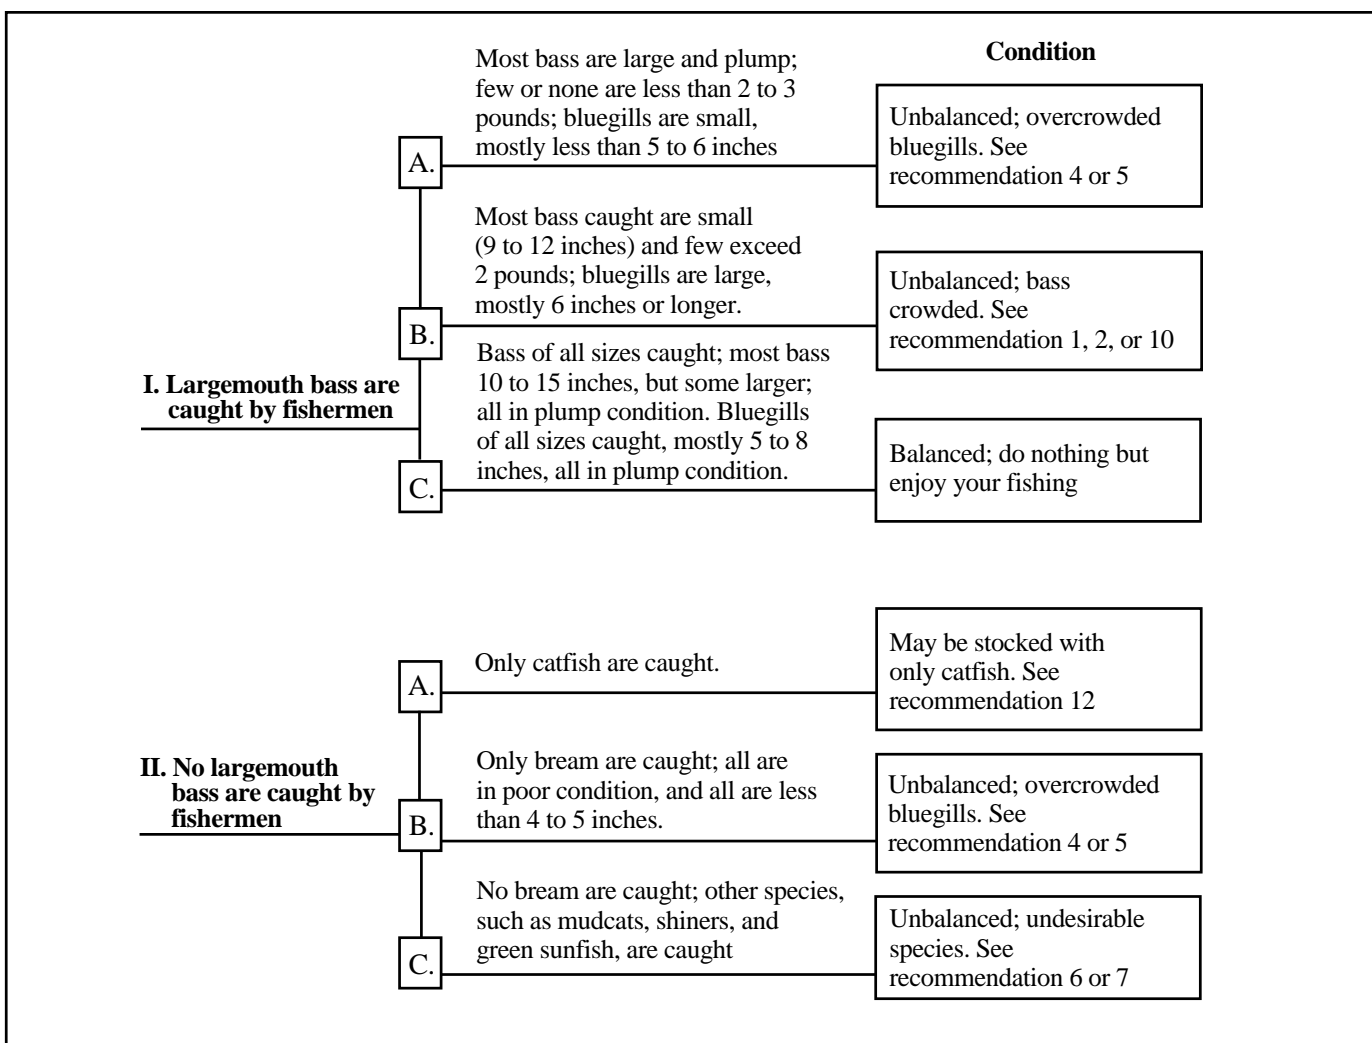 Condition
Most bass are large and plump;
few or none are less than 2 to 3
pounds; bluegills are small,
mostly less than 5 to 6 inches
A.
Unbalanced; overcrowded
bluegills. See
recommendation 4 or 5
Most bass caught are small
(9 to 12 inches) and few exceed
2 pounds; bluegills are large,
mostly 6 inches or longer.
B.
Unbalanced; bass
crowded. See
recommendation 1, 2, or 10
I. Largemouth bass are
caught by fishermen
Bass of all sizes caught; most bass
10 to 15 inches, but some larger;
all in plump condition. Bluegills
of all sizes caught, mostly 5 to 8
inches, all in plump condition.
C.
Balanced; do nothing but
enjoy your fishing
A.
Only catfish are caught.
May be stocked with
only catfish. See
recommendation 12
II. No largemouth
bass are caught by
fishermen
B.
Only bream are caught; all are
in poor condition, and all are less
than 4 to 5 inches.
Unbalanced; overcrowded
bluegills. See
recommendation 4 or 5
C.
No bream are caught; other species,
such as mudcats, shiners, and
green sunfish, are caught
Unbalanced; undesirable
species. See
recommendation 6 or 7